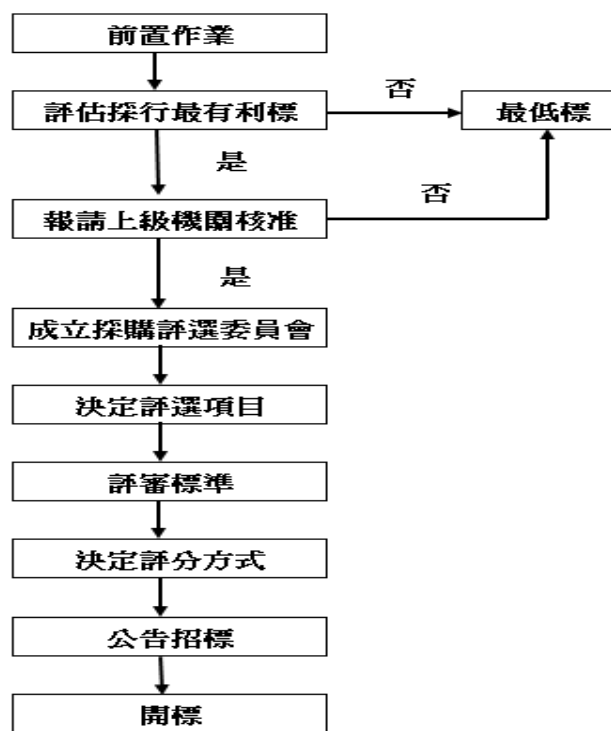 前置作業
評估採行最有利標
否
最低標
是
報請上級機關核准
否
是
成立採購評選委員會
決定評選項目
評審標準
決定評分方式
公告招標
開標